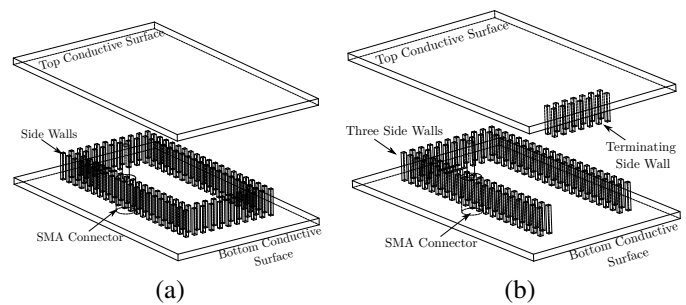 Top Conductive Surface
Side Walls
SMA Connector
Bottom Conductive
Surface
(a)
Top Conductive Surface
Three Side Walls
Terminating
Side Wall
SMA Connector
Bottom Conductive
Surface
(b)